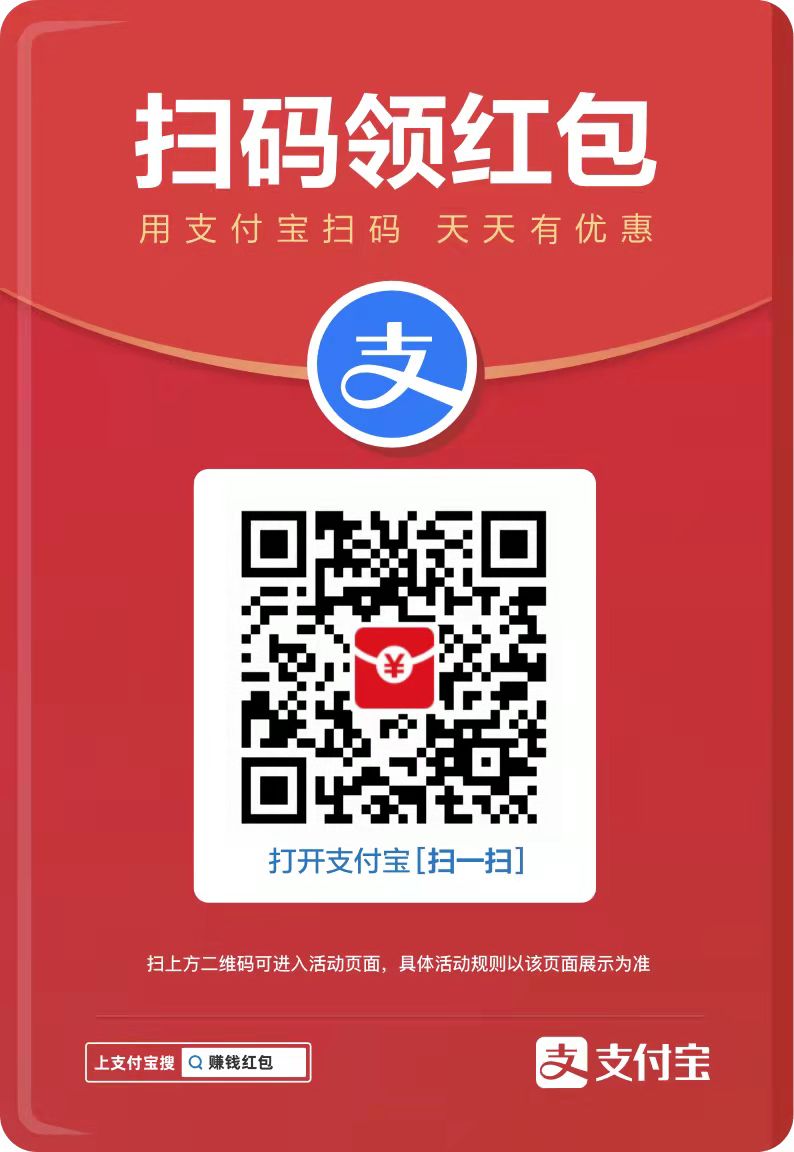 扫码领红包
用支付宝扫码 天天有优惠
支
¥
打开支付宝[扫一扫]
扫上方二维码可进入活动页面，具体活动规则以该页面展示为准
上支付宝搜 赚钱红包
支 支付宝